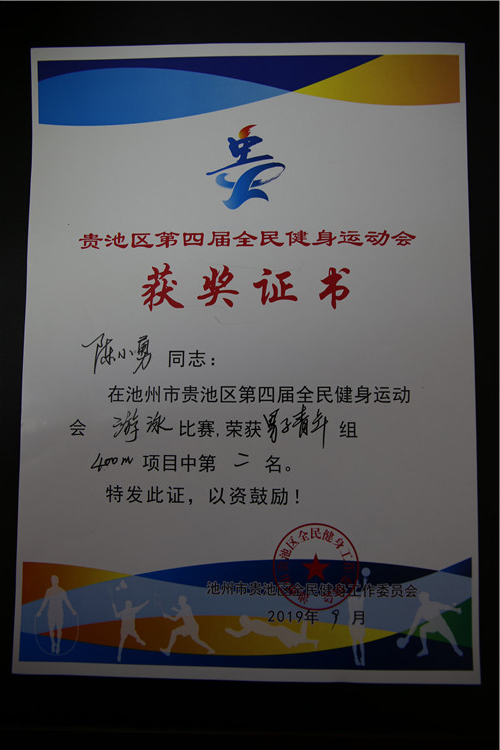 贵池区第四届全民健身运动会
获奖证书
陈小勇 同志：
在池州市贵池区第四届全民健身运动
会 游泳 比赛，荣获 男子青年 组
400m 项目中第 二 名。
特发此证，以资鼓励！
池州市贵池区全民健身工作委员会
2019年 9 月